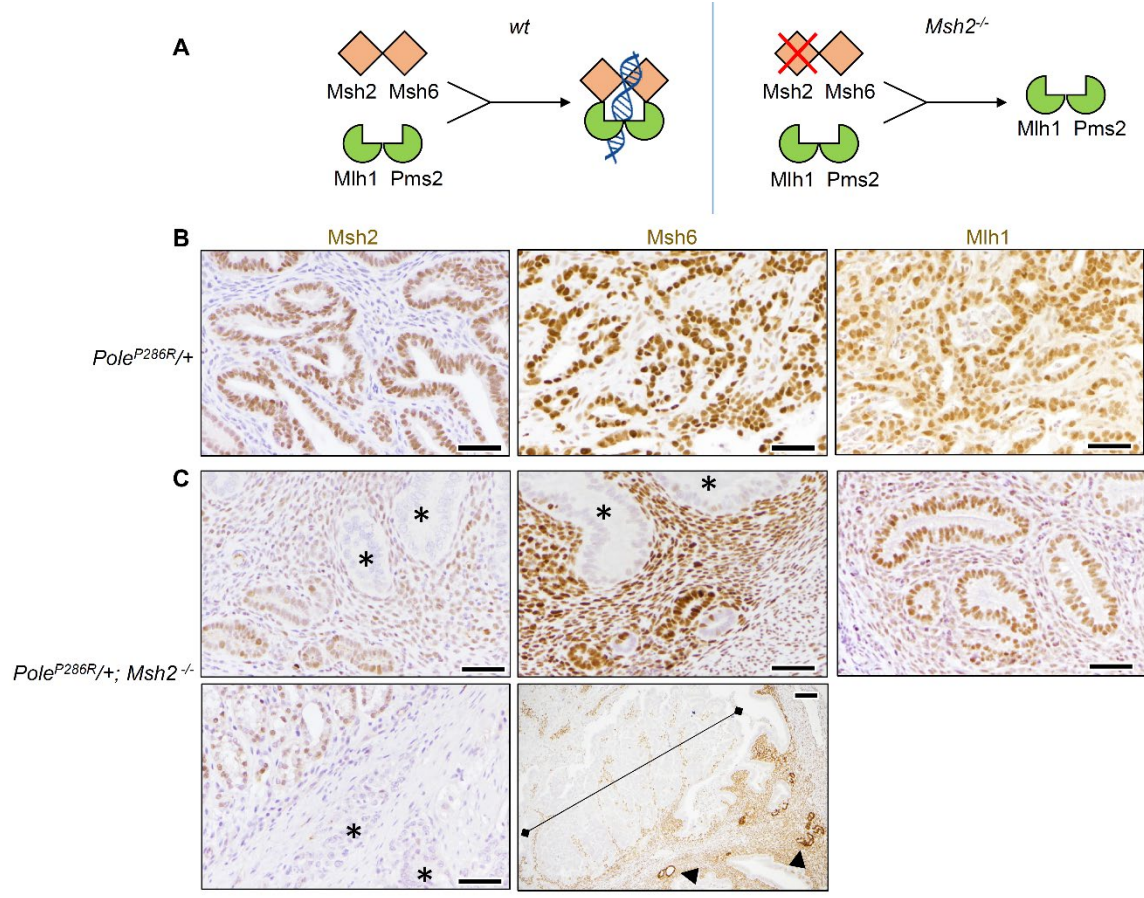 A
wt
Msh2 Msh6
Mlh1 Pms2
Msh2-/-
Msh2 Msh6
Mlh1 Pms2
Mlh1 Pms2
B
Msh2 Msh6 Mlh1
PoleP286R/+
C
* * * *
PoleP286R/+; Msh2 -/-
* *